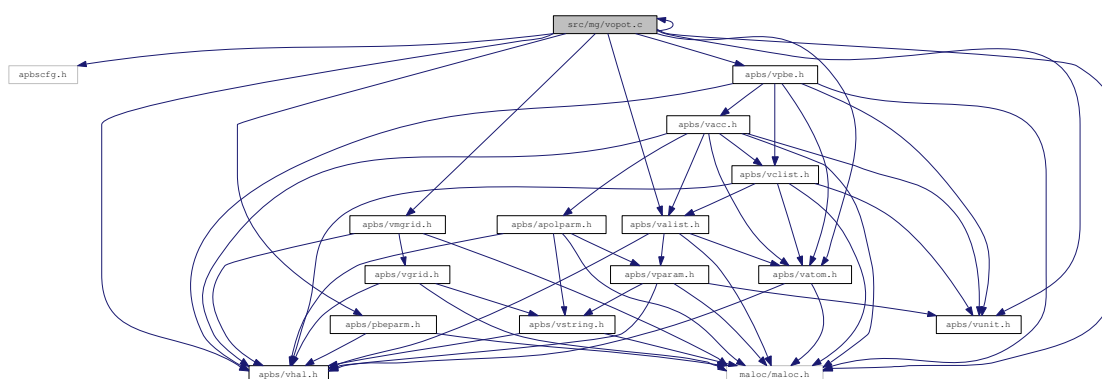 src/mg/vopot.c
apbscfg.h
apbs/vpbe.h
apbs/vacc.h
apbs/vclist.h
apbs/vmgrid.h
apbs/apolparm.h
apbs/valist.h
apbs/vgrid.h
apbs/vparam.h
apbs/vatom.h
apbs/pbeparm.h
apbs/vstring.h
apbs/vunit.h
apbs/vhal.h
maloc/maloc.h